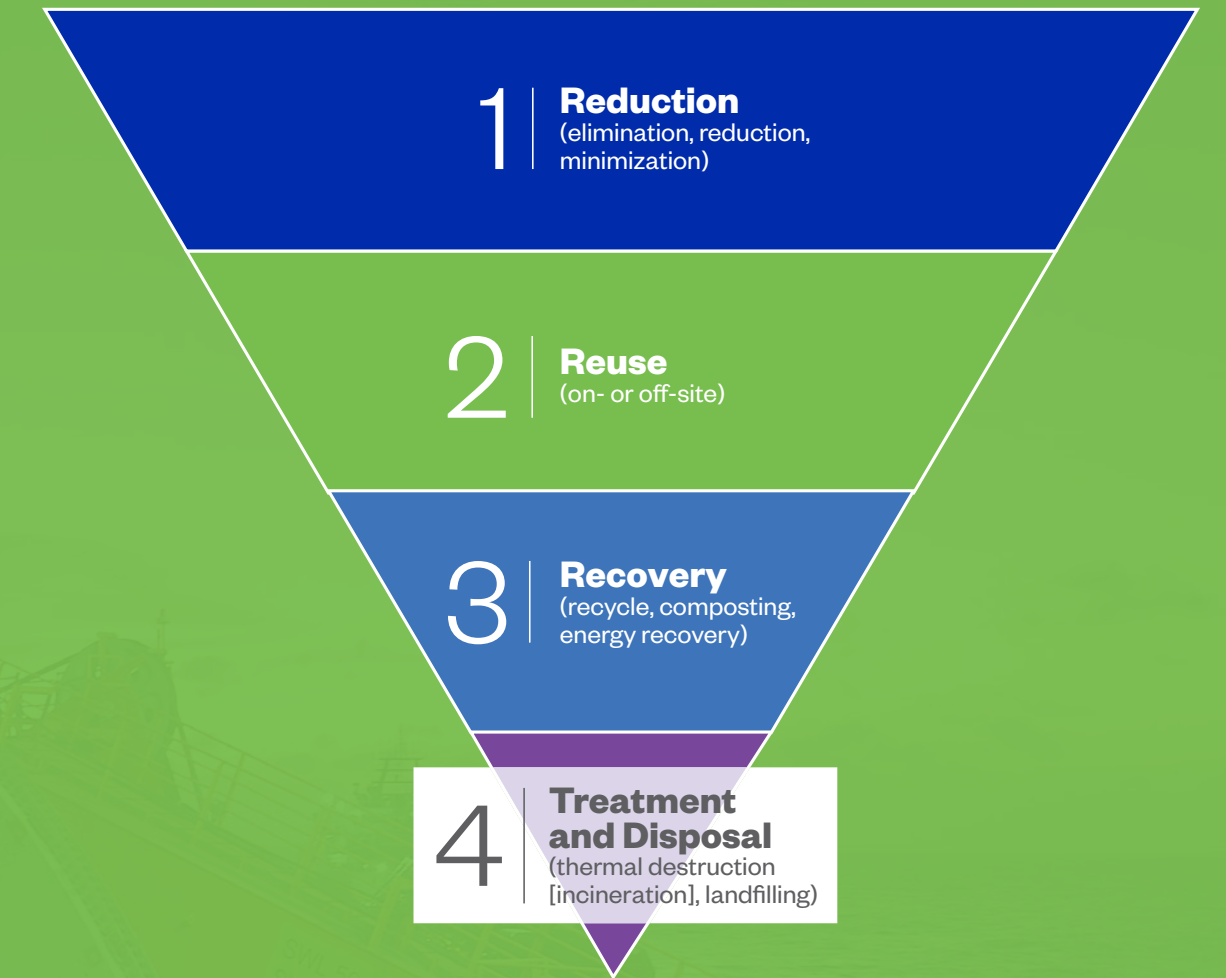 1
Reduction
(elimination, reduction,
minimization)
2
Reuse
(on- or off-site)
3
Recovery
(recycle, composting,
energy recovery)
4
Treatment
and Disposal
(thermal destruction
[incineration], landfilling)